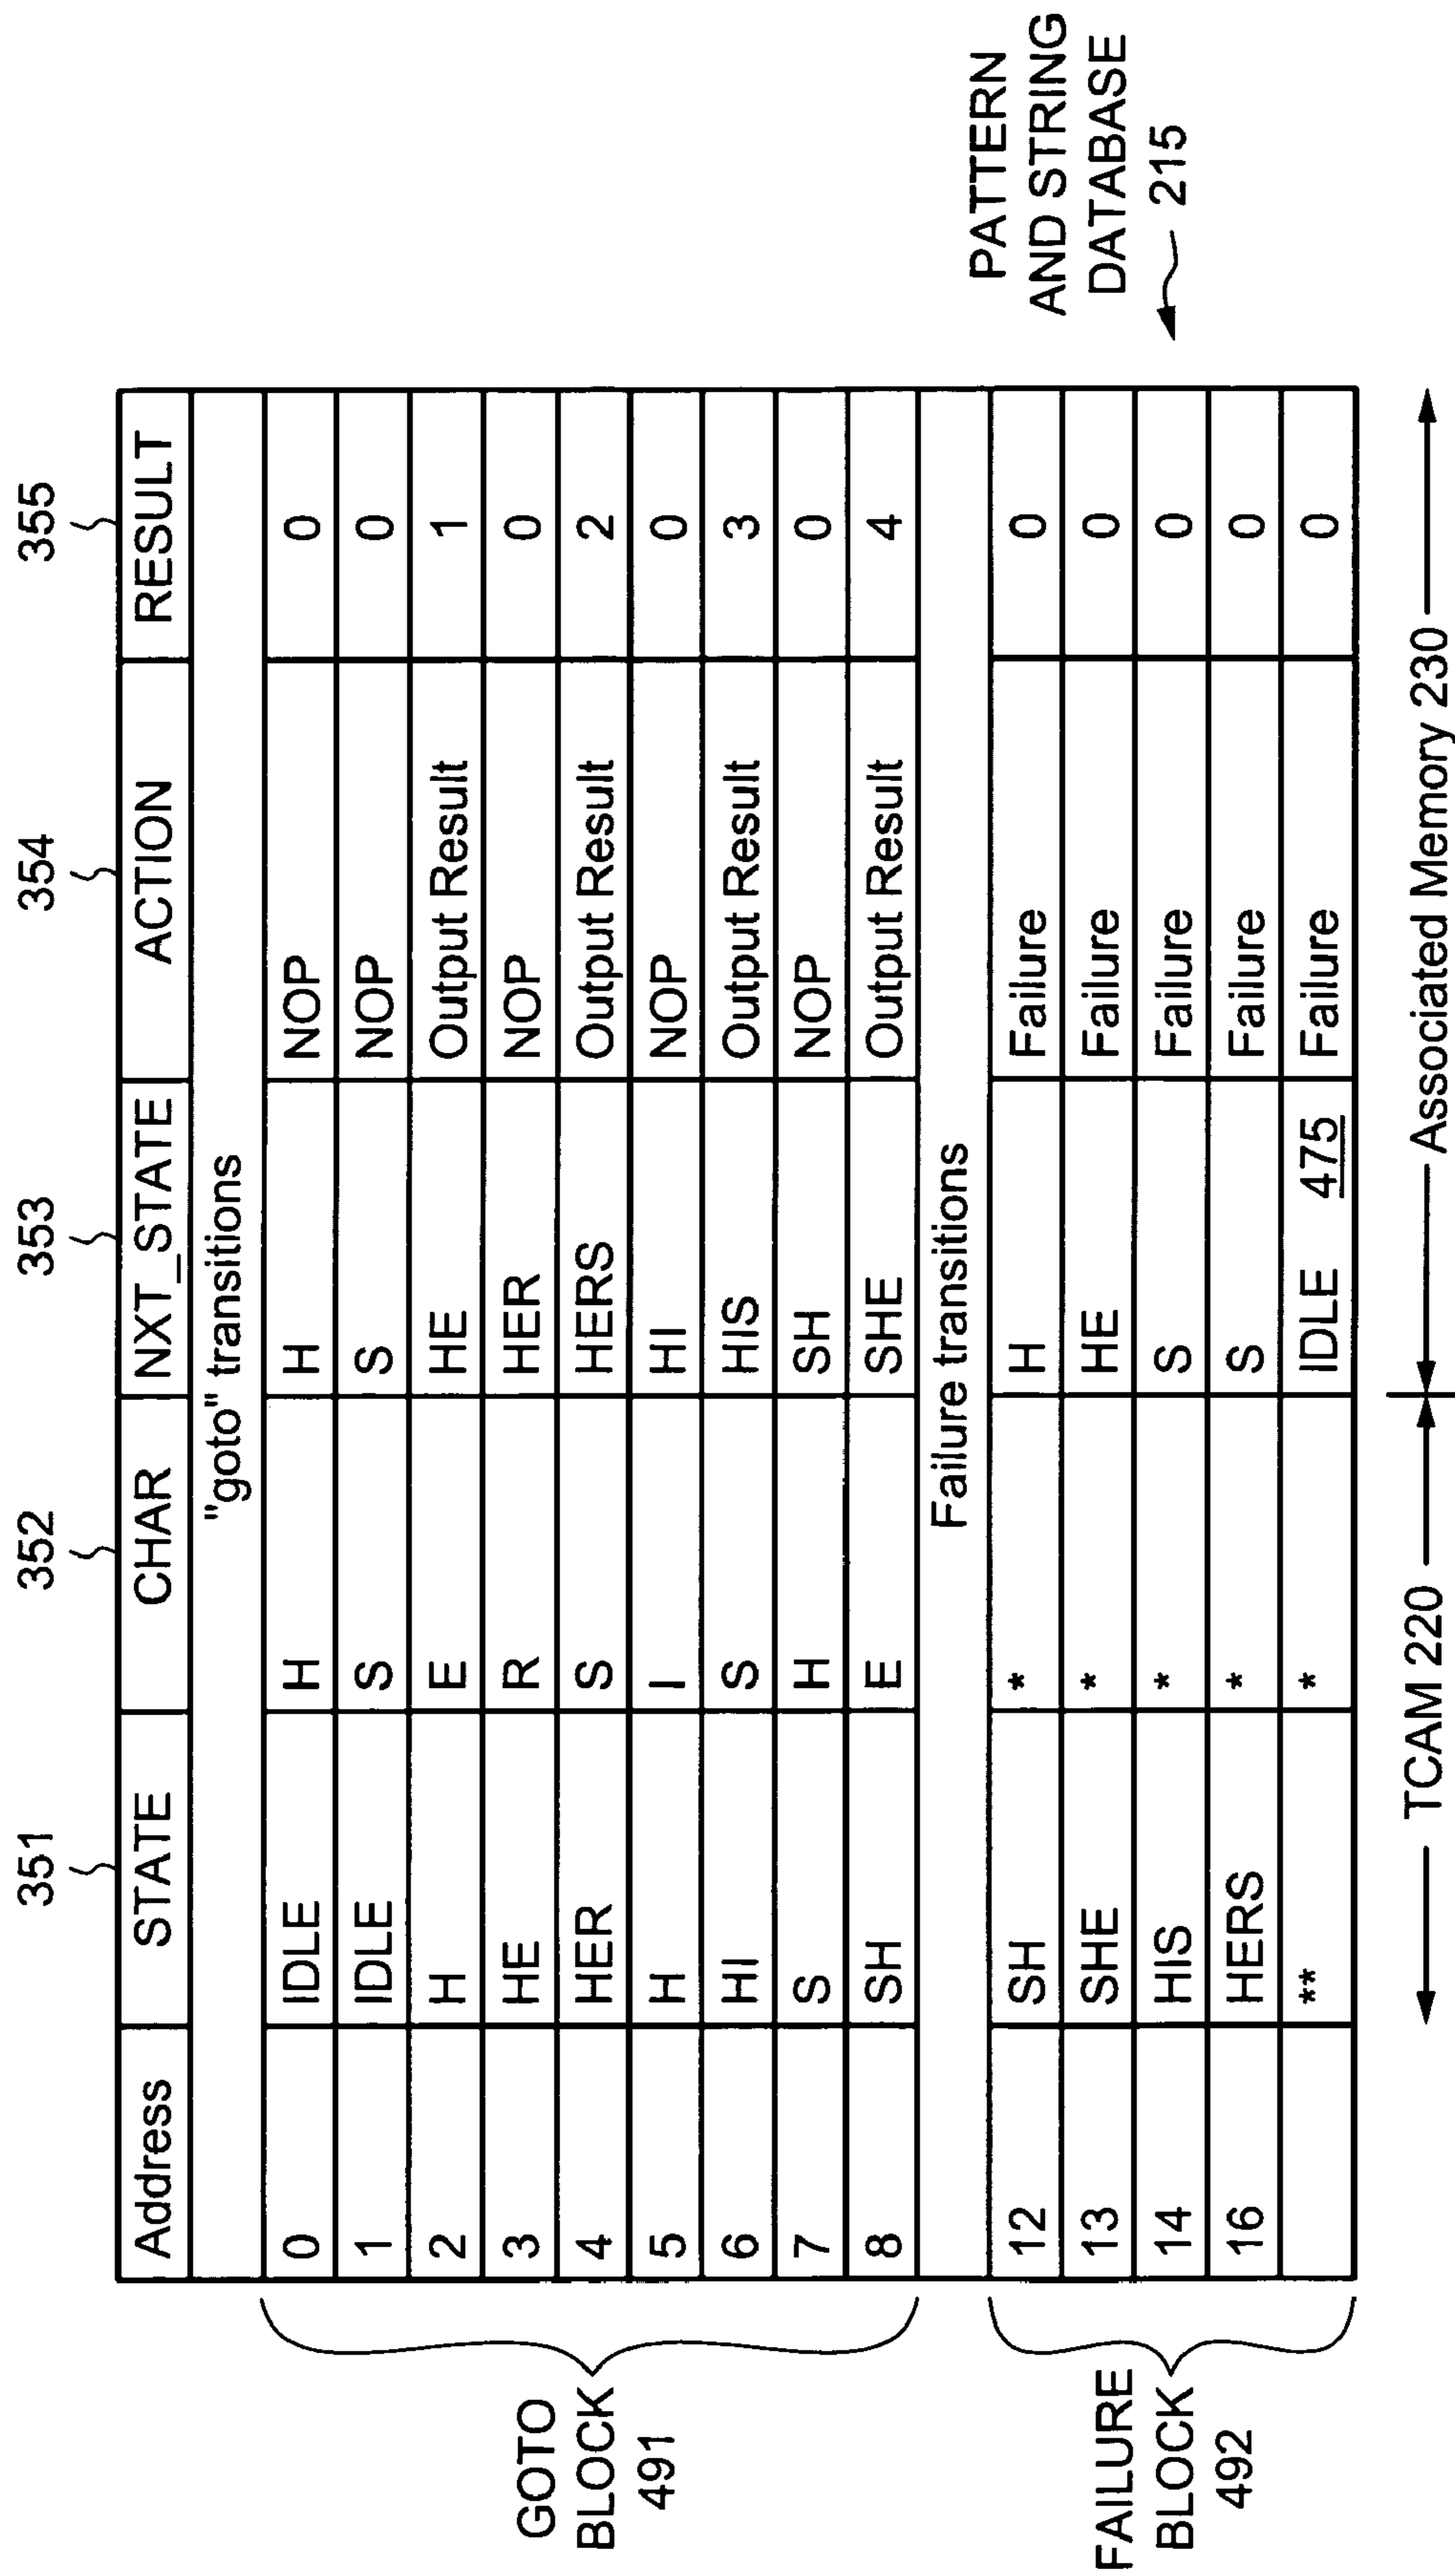 351
352
353
354
355
Address STATE CHAR NXT_STATE ACTION RESULT
"goto" transitions
0 IDLE H H NOP 0
1 IDLE S S NOP 0
2 H E HE Output Result 1
3 HE R HER NOP 0
4 HER S HERS Output Result 2
5 H I HI NOP 0
6 HI S HIS Output Result 3
7 S H SH NOP 0
8 SH E SHE Output Result 4
Failure transitions
12 SH * H Failure 0
13 SHE * HE Failure 0
14 HIS * S Failure 0
16 HERS * S Failure 0
** * IDLE 475 Failure 0
GOTO
BLOCK
491
FAILURE
BLOCK
492
TCAM 220
Associated Memory 230
PATTERN
AND STRING
DATABASE
215